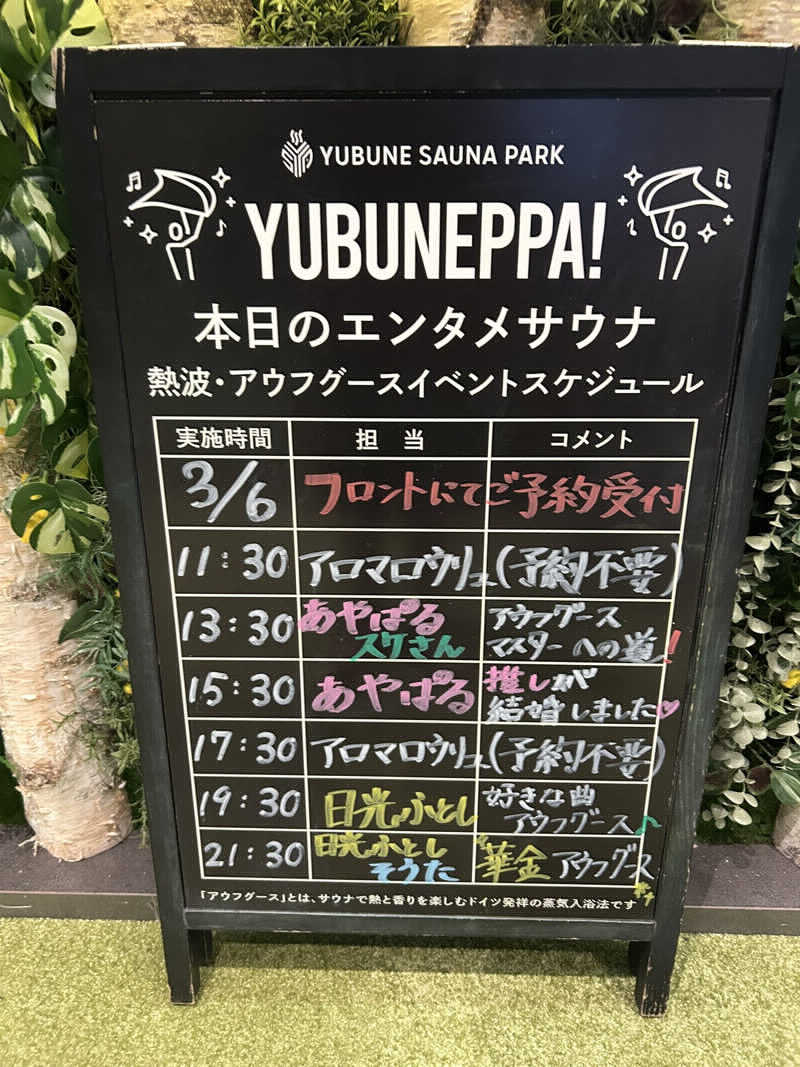 YUBUNE SAUNA PARK
YUBUNEPPA!
本日のエンタメサウナ
熱波・アウフグースイベントスケジュール
実施時間 担当 コメント
3/6 フロントにてご予約受付
11:30 アロマロウリュ(予約不要)
13:30 あやぱる アウフグース
スケさん マスターへの道!
15:30 あやぱる 推しが
結婚しました♡
17:30 アロマロウリュ(予約不要)
19:30 日光ふとし 好きな曲
アウフグース♪
21:30 日光ふとし "華金アウフグース
そうた
「アウフグース」とは、サウナで熱と香りを楽しむドイツ発祥の蒸気入浴法です